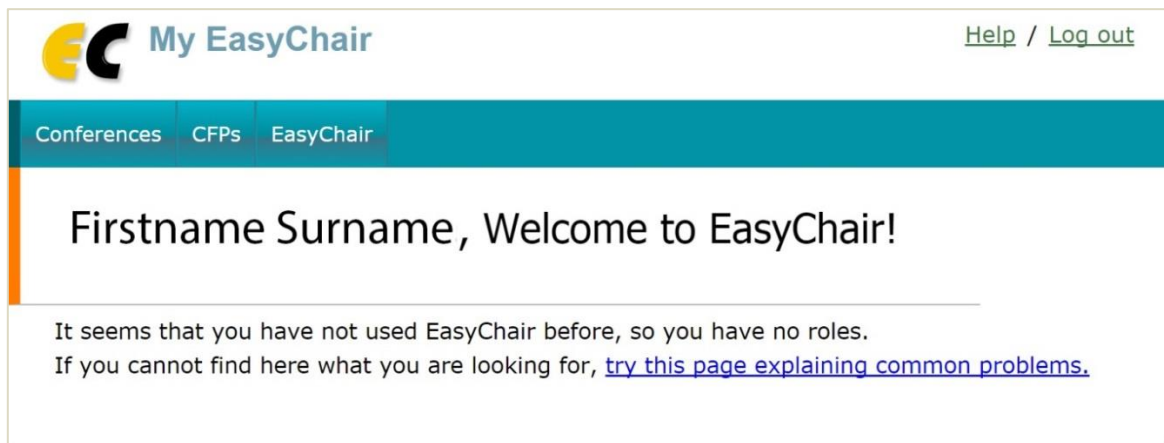 EC My EasyChair
Help / Log out
Conferences CFPs EasyChair
Firstname Surname, Welcome to EasyChair!
It seems that you have not used EasyChair before, so you have no roles.
If you cannot find here what you are looking for, try this page explaining common problems.